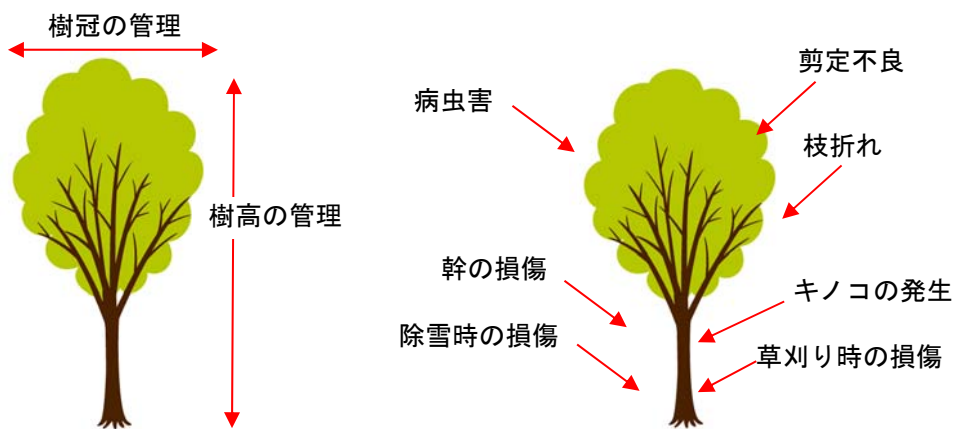 樹冠の管理
樹高の管理
剪定不良
病虫害
枝折れ
幹の損傷
キノコの発生
除雪時の損傷
草刈り時の損傷